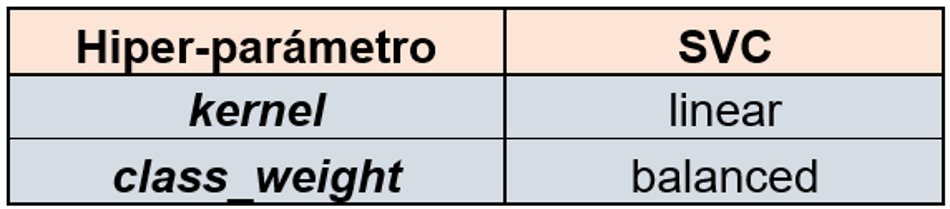 Hiper-parámetro SVC
kernel linear
class_weight balanced